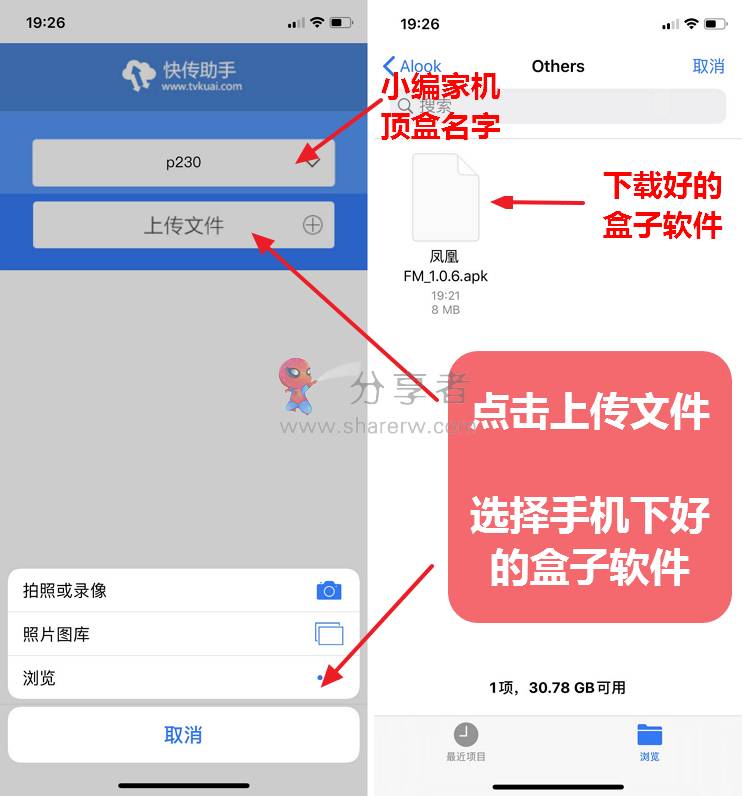 19:26
快传助手
www.tvkuai.com
p230
上传文件
拍照或录像
照片图库
浏览
取消
19:26
Alook
Others
取消
搜索
小编家机
顶盒名字
下载好的
盒子软件
凤凰
FM_1.0.6.apk
19:21
8 MB
分享者
www.sharerw.com
点击上传文件
选择手机下好
的盒子软件
1项，30.78 GB可用
最近项目
浏览